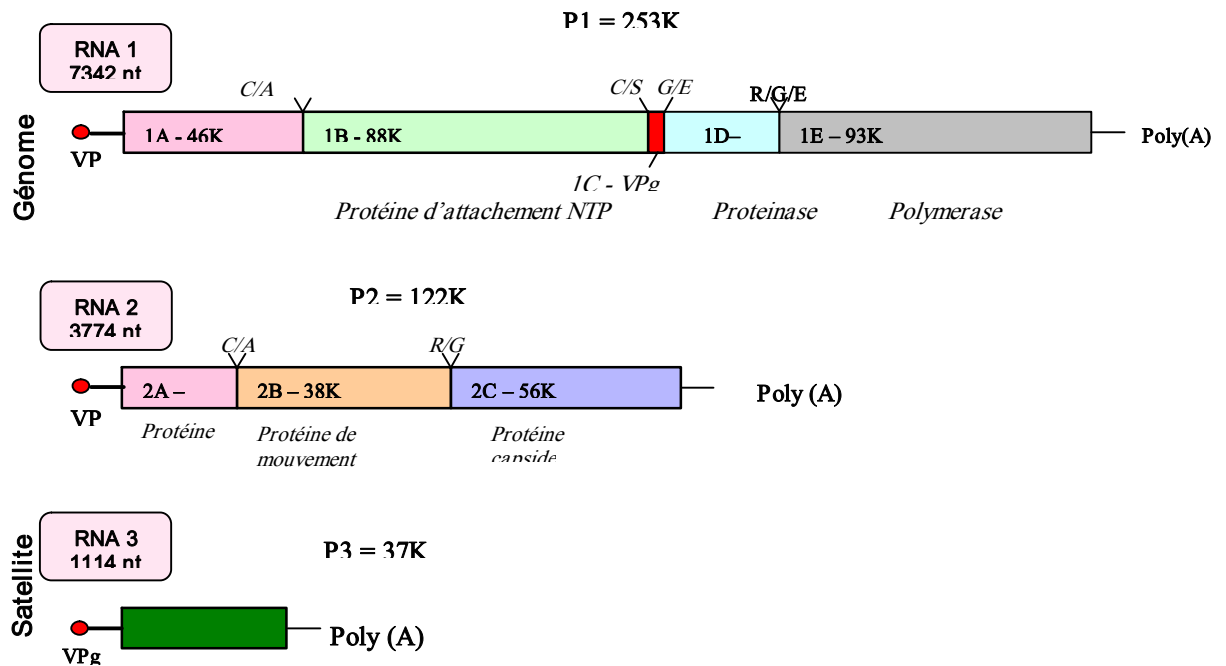 P1 = 253K
RNA 1
7342 nt
C/A
C/S
G/E
R/G/E
Génome
1A - 46K
1B - 88K
1D–
1E – 93K
Poly(A)
VP
1C - VPg
Protéine d'attachement NTP
Proteinase
Polymerase
RNA 2
3774 nt
P2 = 122K
C/A
R/G
2A –
2B – 38K
2C – 56K
Poly (A)
VP
Protéine
Protéine de
mouvement
Protéine
capside
RNA 3
1114 nt
P3 = 37K
Satellite
Poly (A)
VPg